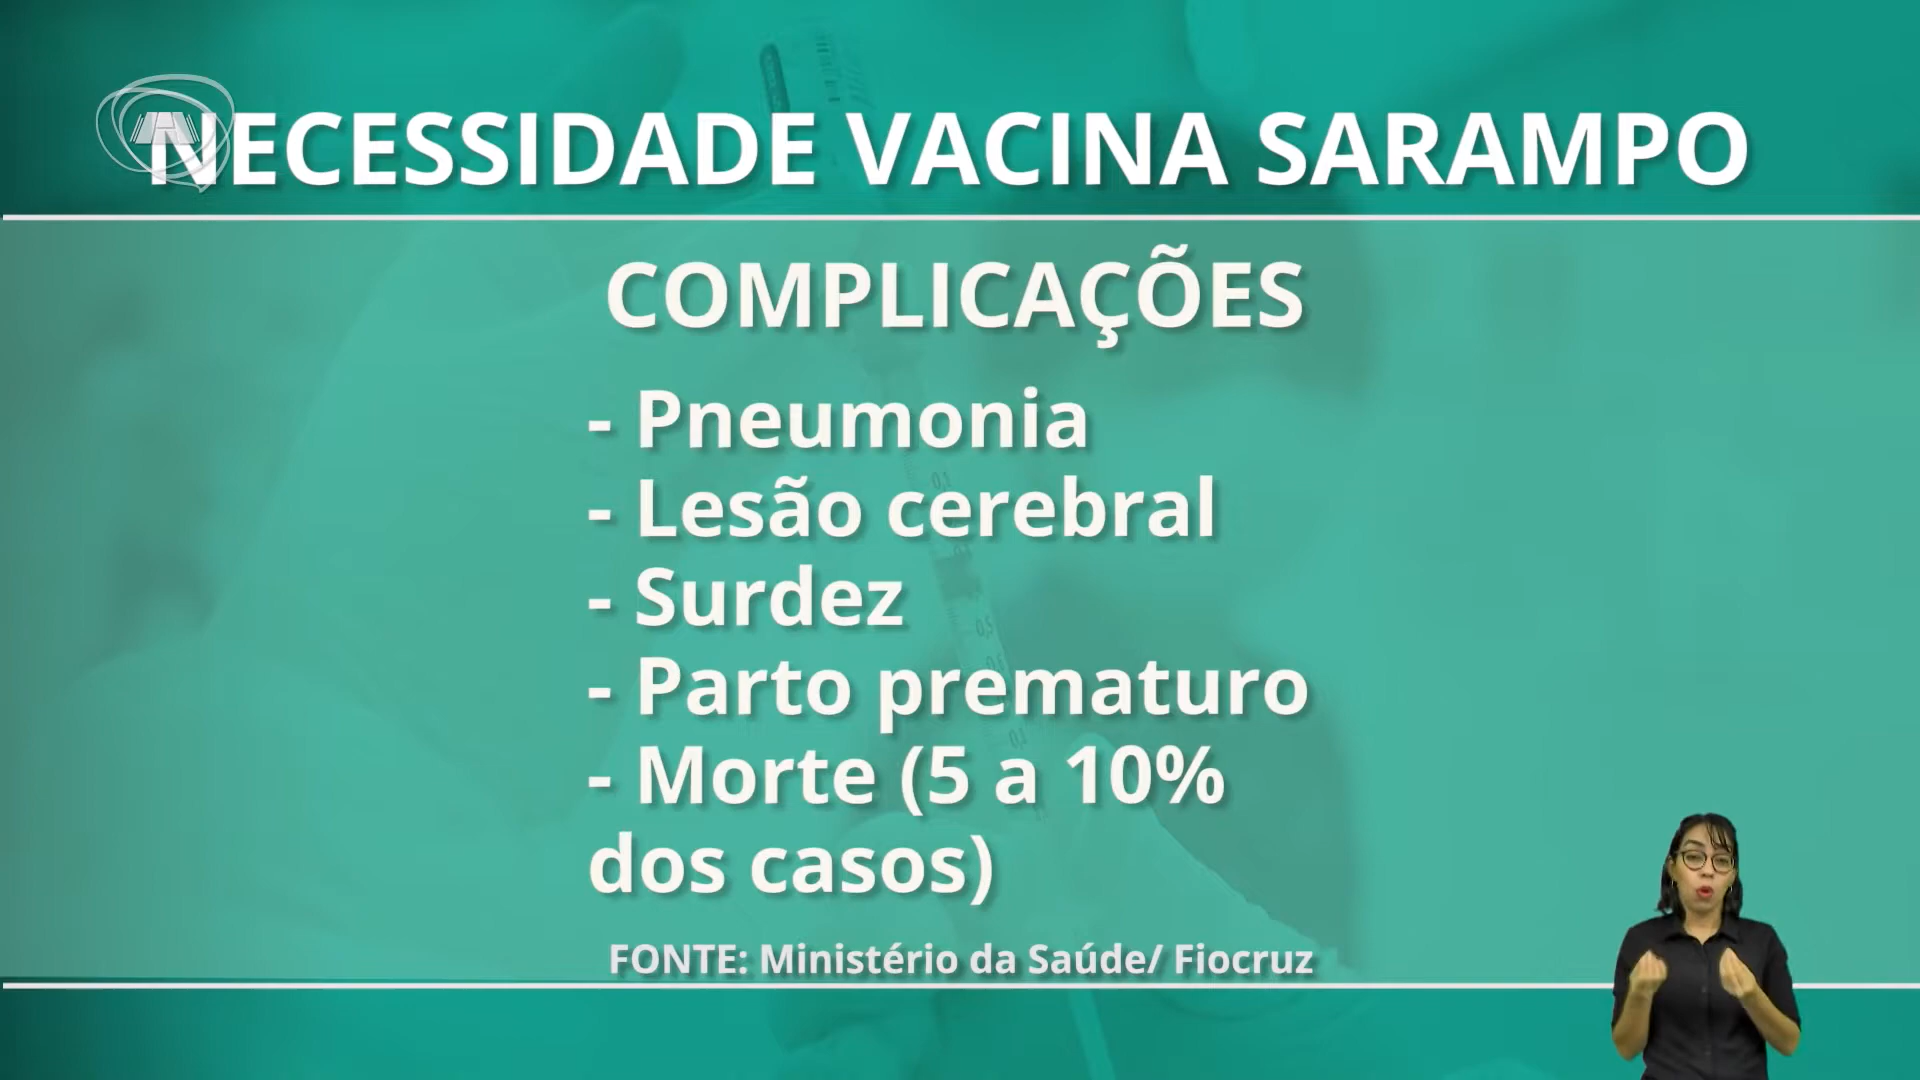 NECESSIDADE VACINA SARAMPO
COMPLICAÇÕES
- Pneumonia
- Lesão cerebral
- Surdez
- Parto prematuro
- Morte (5 a 10%
dos casos)
FONTE: Ministério da Saúde/ Fiocruz